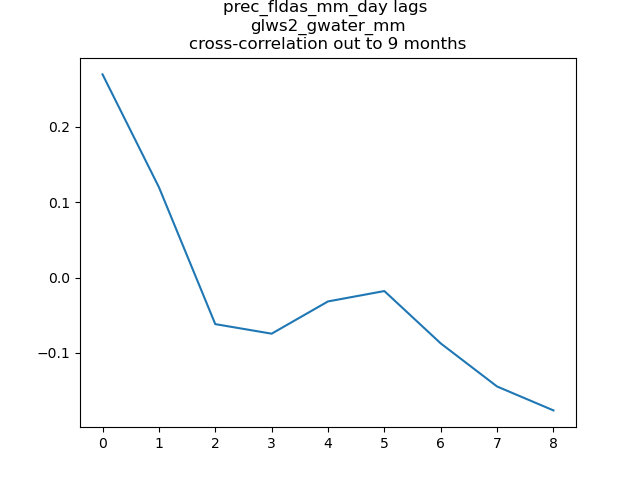 prec_fldas_mm_day lags
glws2_gwater_mm
cross-correlation out to 9 months
0.2
0.1
0.0
−0.1
0 1 2 3 4 5 6 7 8